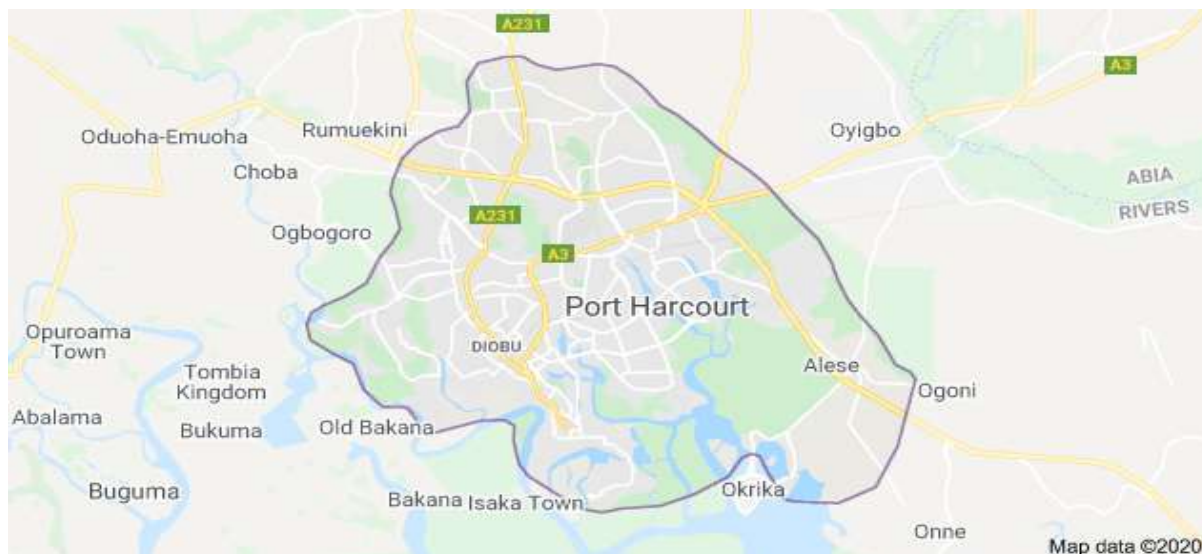 A231
A3
Oduoha-Emuoha
Rumuekini
Oyigbo
Choba
ABIA
RIVERS
A231
Ogbogoro
A3
Port Harcourt
Opuroama
Town
DIOBU
Tombia
Kingdom
Alese
Ogoni
Abalama
Bukuma
Old Bakana
Buguma
Bakana
Isaka Town
Okrika
Onne
Map data ©2020